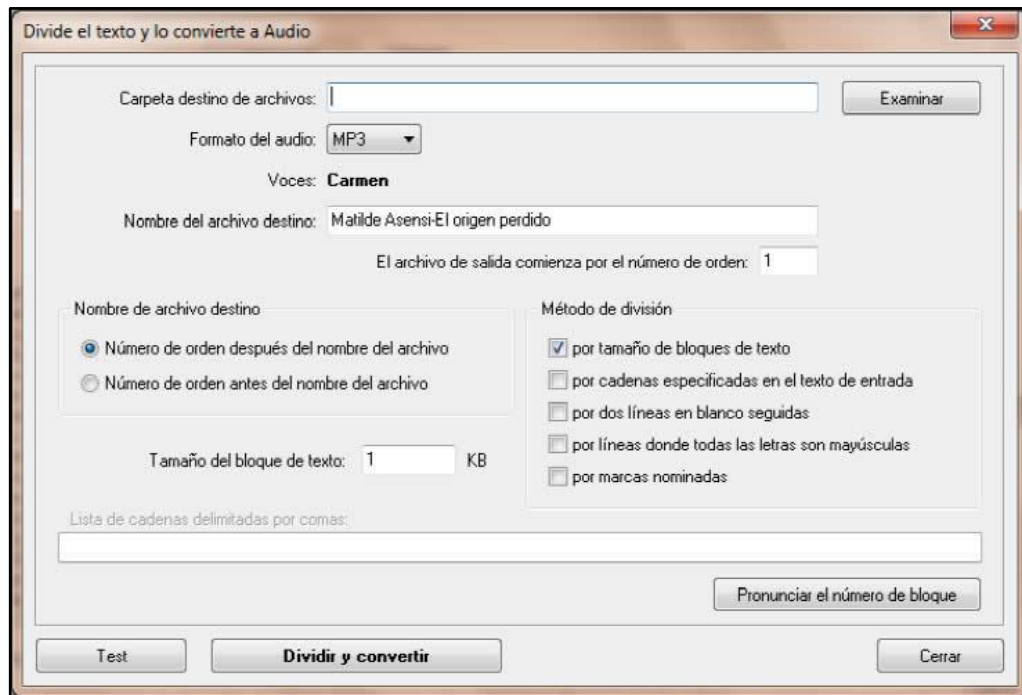 Divide el texto y lo convierte a Audio
Carpeta destino de archivos:
Examinar
Formato del audio: MP3
Voces: Carmen
Nombre del archivo destino: Matilde Asensi-El origen perdido
El archivo de salida comienza por el número de orden: 1
Nombre de archivo destino
Número de orden después del nombre del archivo
Número de orden antes del nombre del archivo
Tamaño del bloque de texto: 1 KB
Método de división
por tamaño de bloques de texto
por cadenas especificadas en el texto de entrada
por dos líneas en blanco seguidas
por líneas donde todas las letras son mayúsculas
por marcas nominadas
Lista de cadenas delimitadas por comas:
Pronunciar el número de bloque
Test
Dividir y convertir
Cerrar